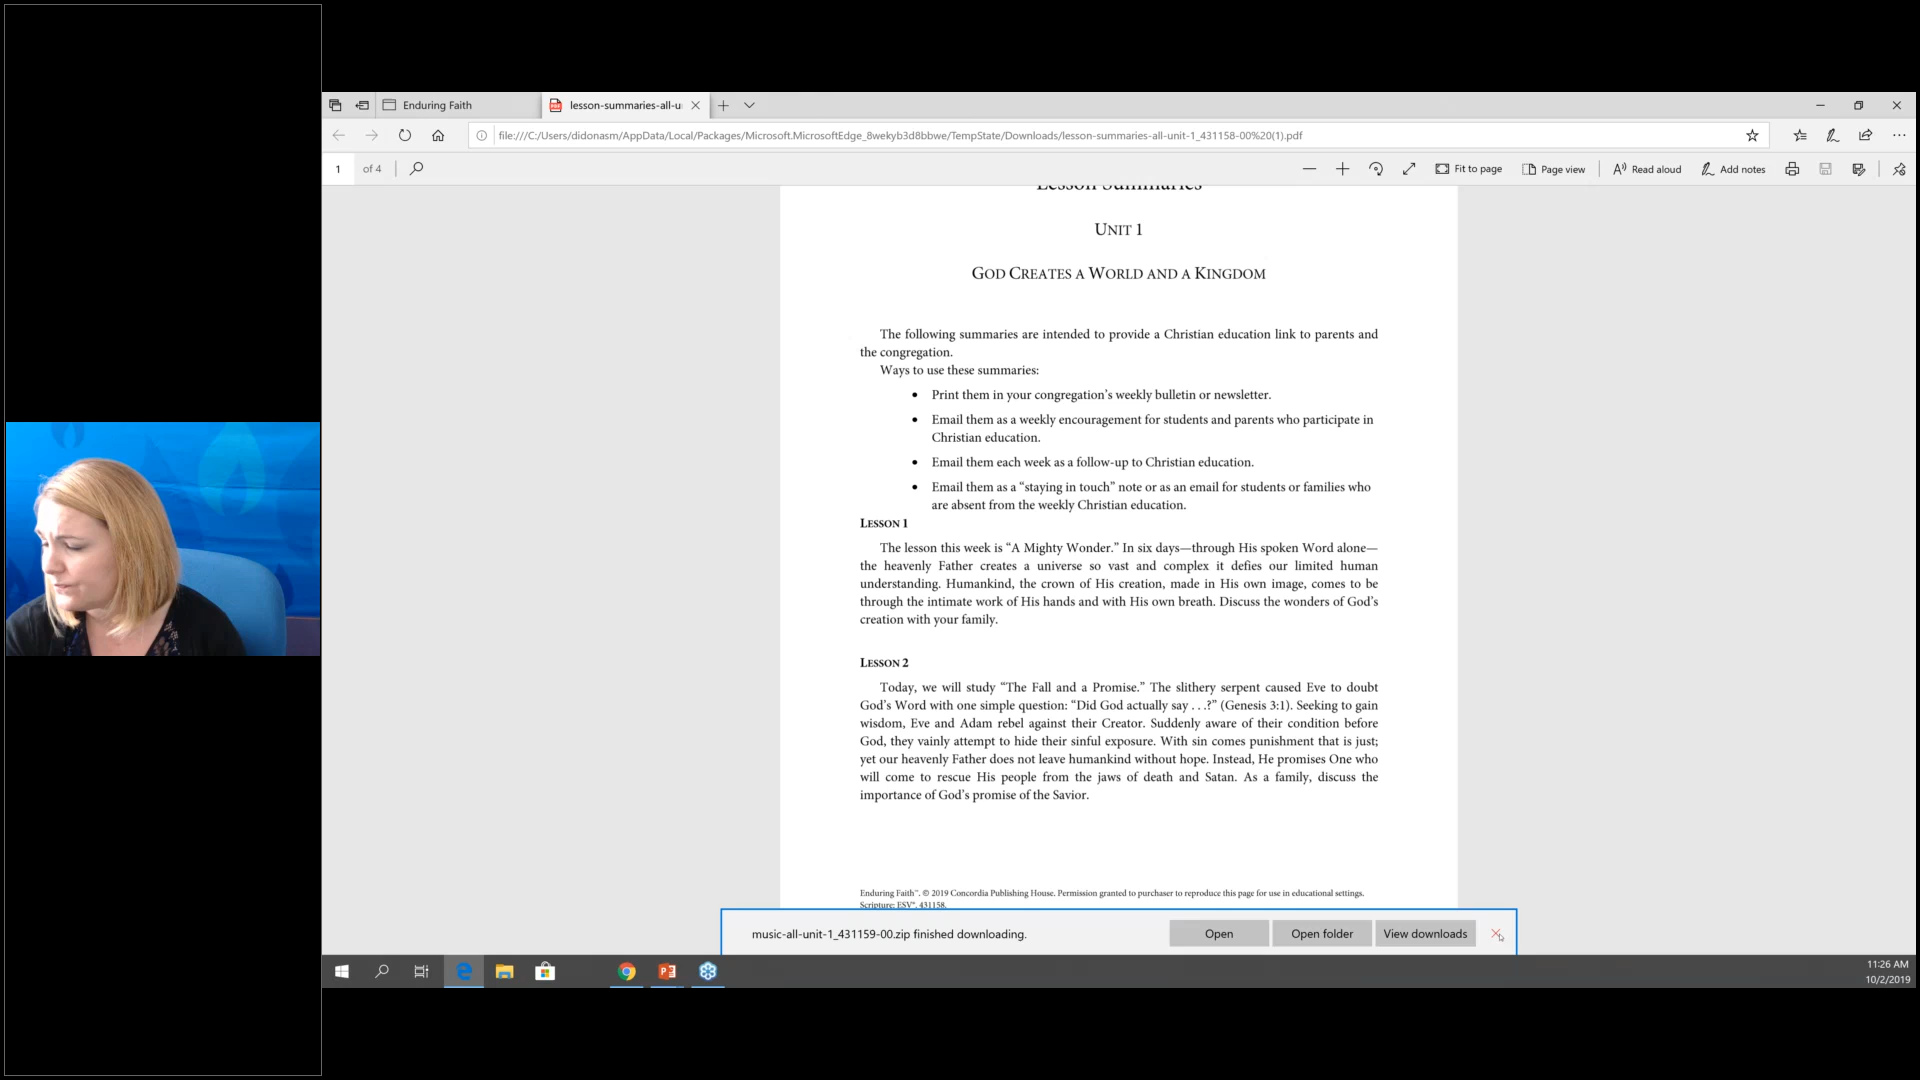 Enduring Faith
lesson-summaries-all-u
file:///C:/Users/didonasm/AppData/Local/Packages/Microsoft.MicrosoftEdge_8wekyb3d8bbwe/TempState/Downloads/lesson-summaries-all-unit-1_431158-00%20(1).pdf
1 of 4 Fit to page Page view Read aloud Add notes
Lesson Summaries
UNIT 1
GOD CREATES A WORLD AND A KINGDOM
The following summaries are intended to provide a Christian education link to parents and
the congregation.
Ways to use these summaries:
• Print them in your congregation’s weekly bulletin or newsletter.
• Email them as a weekly encouragement for students and parents who participate in
Christian education.
• Email them each week as a follow-up to Christian education.
• Email them as a “staying in touch” note or as an email for students or families who
are absent from the weekly Christian education.
LESSON 1
The lesson this week is “A Mighty Wonder.” In six days—through His spoken Word alone—
the heavenly Father creates a universe so vast and complex it defies our limited human
understanding. Humankind, the crown of His creation, made in His own image, comes to be
through the intimate work of His hands and with His own breath. Discuss the wonders of God’s
creation with your family.
LESSON 2
Today, we will study “The Fall and a Promise.” The slithery serpent caused Eve to doubt
God’s Word with one simple question: “Did God actually say . . .?” (Genesis 3:1). Seeking to gain
wisdom, Eve and Adam rebel against their Creator. Suddenly aware of their condition before
God, they vainly attempt to hide their sinful exposure. With sin comes punishment that is just;
yet our heavenly Father does not leave humankind without hope. Instead, He promises One who
will come to rescue His people from the jaws of death and Satan. As a family, discuss the
importance of God’s promise of the Savior.
Enduring Faith™. © 2019 Concordia Publishing House. Permission granted to purchaser to reproduce this page for use in educational settings.
Scripture: ESV®. 431158.
music-all-unit-1_431159-00.zip finished downloading. Open Open folder View downloads
11:26 AM
10/2/2019